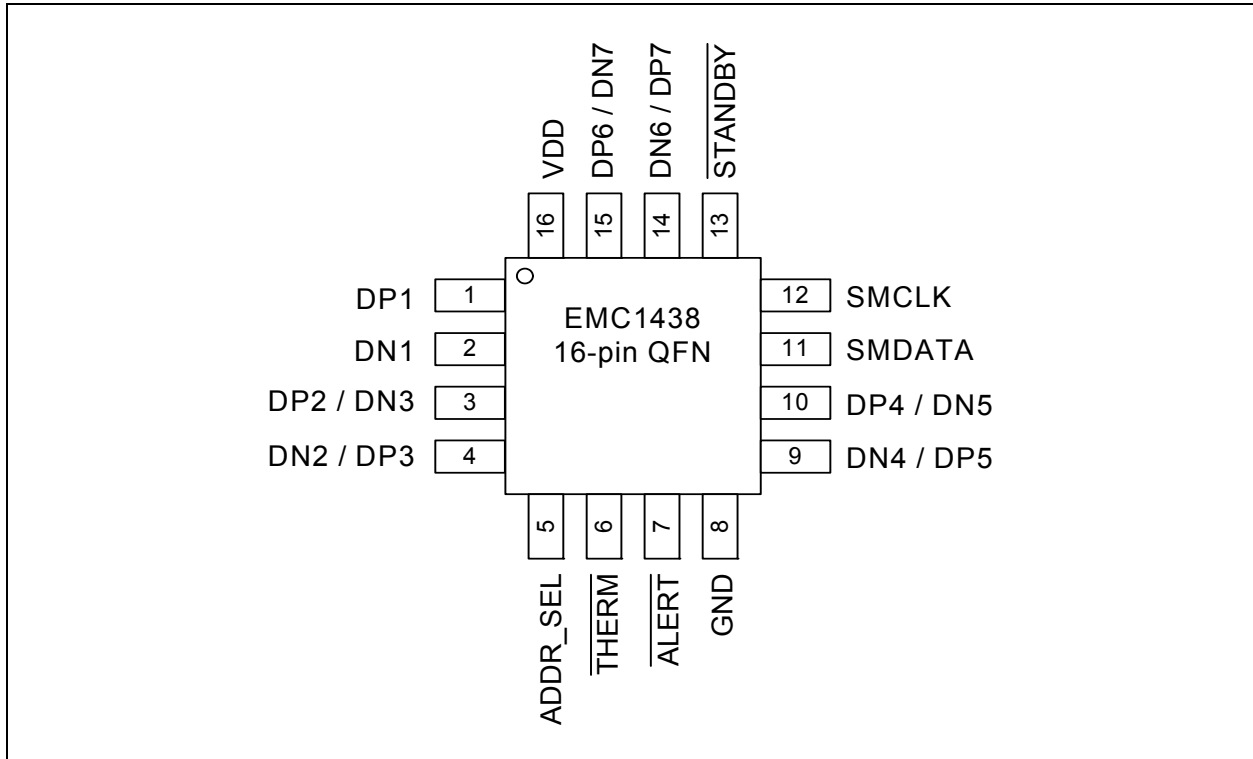 VDD
DP6 / DN7
DN6 / DP7
STANDBY
16
15
14
13
DP1 1
DN1 2
DP2 / DN3 3
DN2 / DP3 4
EMC1438
16-pin QFN
12 SMCLK
11 SMDATA
10 DP4 / DN5
9 DN4 / DP5
5
6
7
8
ADDR_SEL
THERM
ALERT
GND